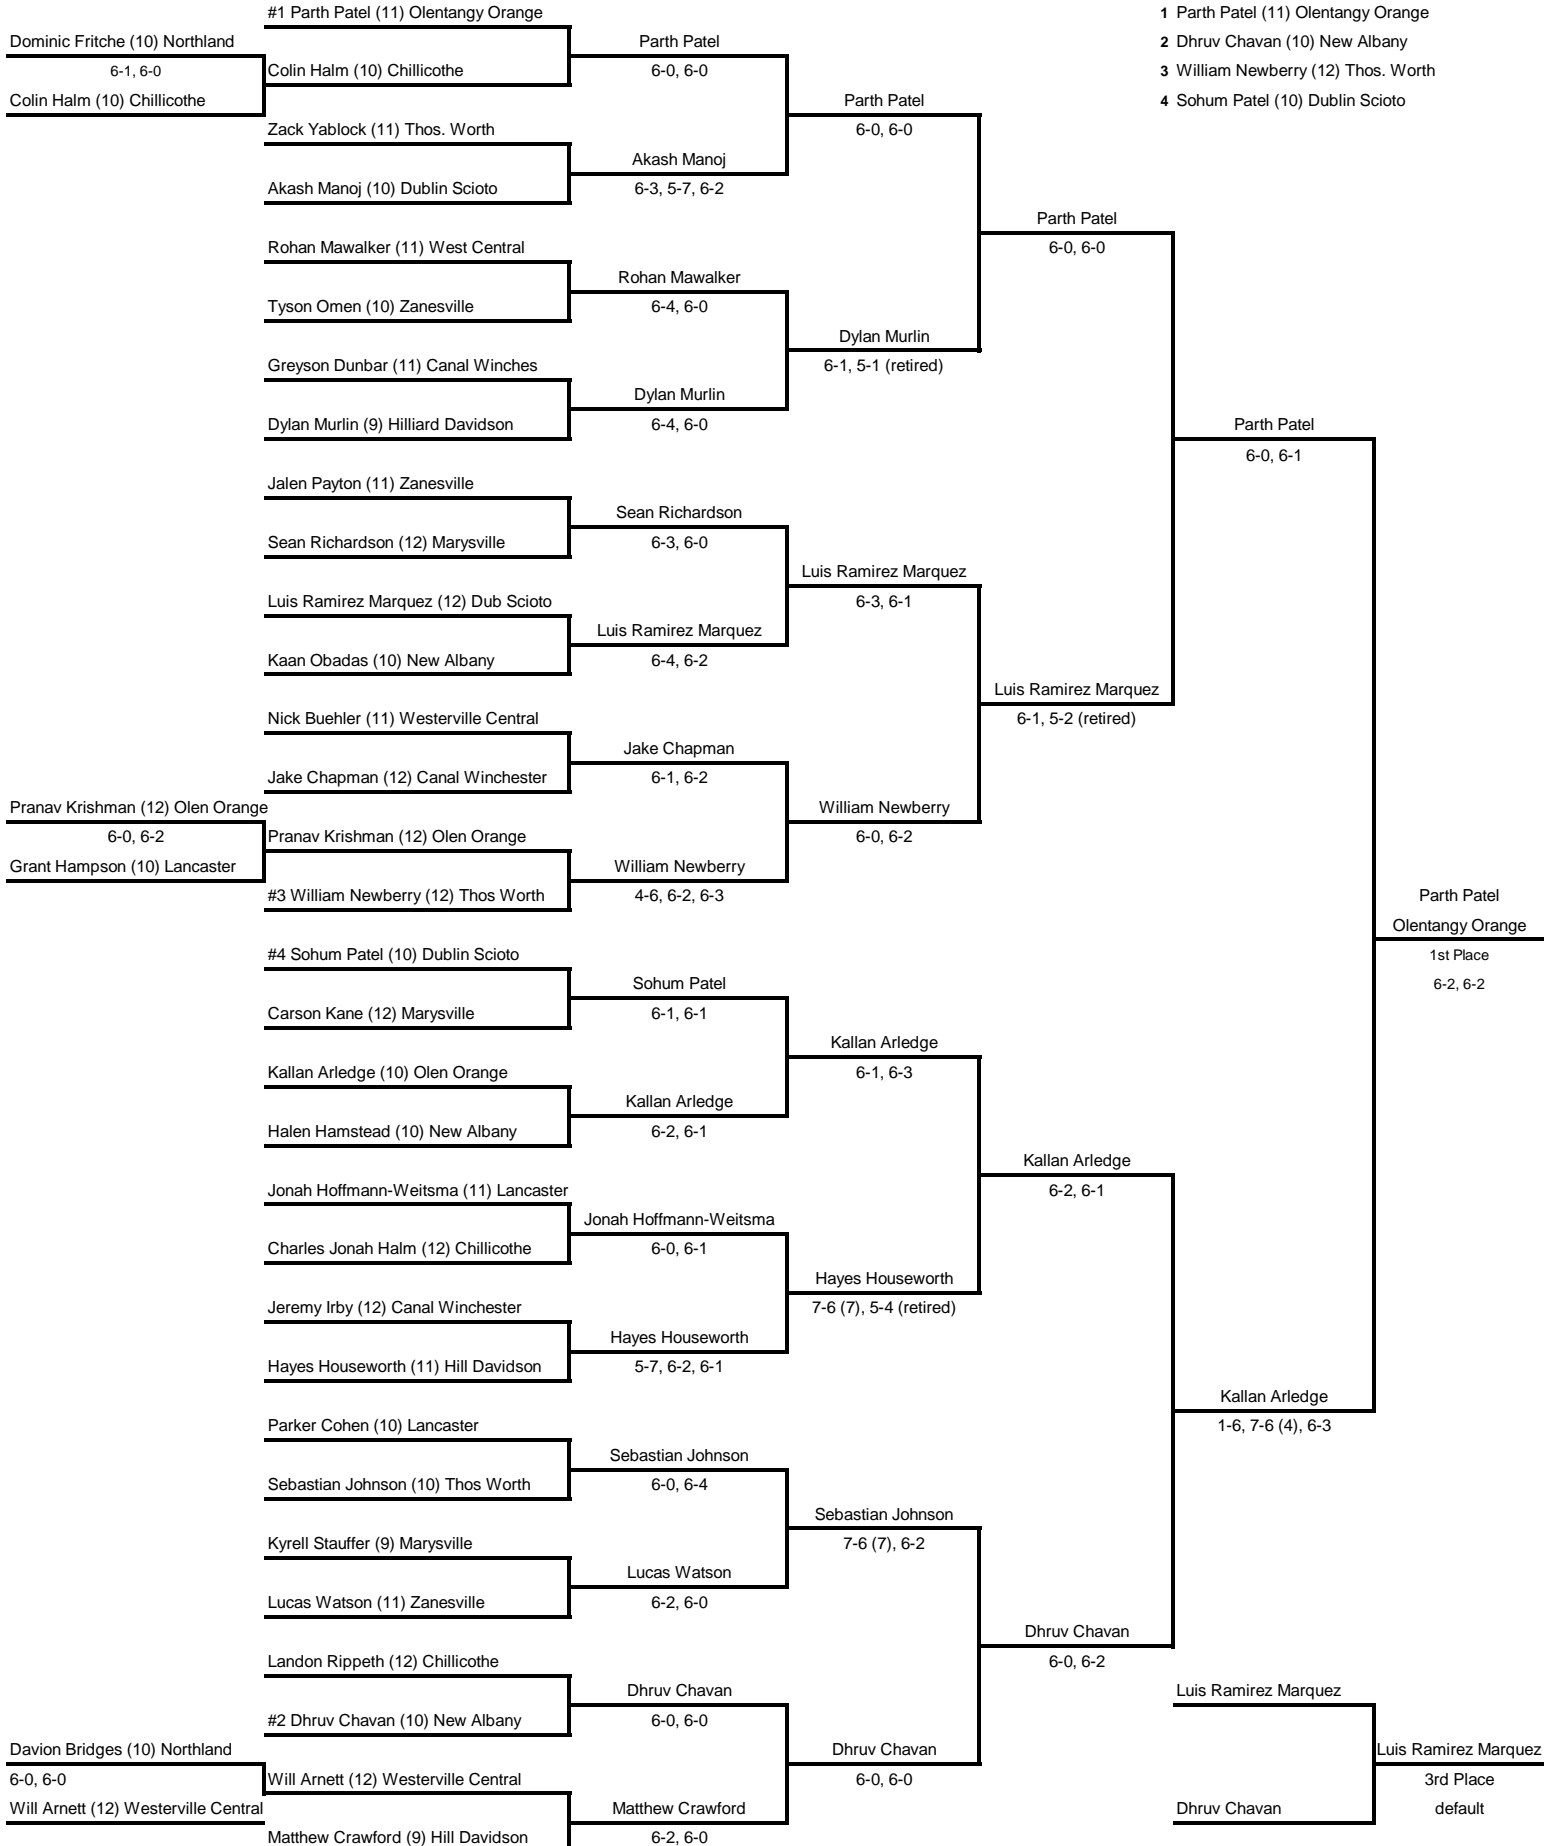 #1 Parth Patel (11) Olentangy Orange
1 Parth Patel (11) Olentangy Orange
Dominic Fritche (10) Northland
Parth Patel
2 Dhruv Chavan (10) New Albany
6-1, 6-0
Colin Halm (10) Chillicothe
6-0, 6-0
3 William Newberry (12) Thos. Worth
Colin Halm (10) Chillicothe
Parth Patel
4 Sohum Patel (10) Dublin Scioto
Zack Yablock (11) Thos. Worth
6-0, 6-0
Akash Manoj
Akash Manoj (10) Dublin Scioto
6-3, 5-7, 6-2
Parth Patel
Rohan Mawalker (11) West Central
6-0, 6-0
Rohan Mawalker
Tyson Omen (10) Zanesville
6-4, 6-0
Dylan Murlin
Greyson Dunbar (11) Canal Winches
6-1, 5-1 (retired)
Dylan Murlin
Dylan Murlin (9) Hilliard Davidson
6-4, 6-0
Parth Patel
6-0, 6-1
Jalen Payton (11) Zanesville
Sean Richardson
Sean Richardson (12) Marysville
6-3, 6-0
Luis Ramirez Marquez
Luis Ramirez Marquez (12) Dub Scioto
6-3, 6-1
Luis Ramirez Marquez
Kaan Obadas (10) New Albany
6-4, 6-2
Luis Ramirez Marquez
Nick Buehler (11) Westerville Central
6-1, 5-2 (retired)
Jake Chapman
Jake Chapman (12) Canal Winchester
6-1, 6-2
Pranav Krishman (12) Olen Orange
William Newberry
6-0, 6-2
Pranav Krishman (12) Olen Orange
6-0, 6-2
Grant Hampson (10) Lancaster
William Newberry
#3 William Newberry (12) Thos Worth
4-6, 6-2, 6-3
Parth Patel
Olentangy Orange
#4 Sohum Patel (10) Dublin Scioto
1st Place
Sohum Patel
6-2, 6-2
Carson Kane (12) Marysville
6-1, 6-1
Kallan Arledge
Kallan Arledge (10) Olen Orange
6-1, 6-3
Kallan Arledge
Halen Hamstead (10) New Albany
6-2, 6-1
Kallan Arledge
Jonah Hoffmann-Weitsma (11) Lancaster
6-2, 6-1
Jonah Hoffmann-Weitsma
Charles Jonah Halm (12) Chillicothe
6-0, 6-1
Hayes Houseworth
Jeremy Irby (12) Canal Winchester
7-6 (7), 5-4 (retired)
Hayes Houseworth
Hayes Houseworth (11) Hill Davidson
5-7, 6-2, 6-1
Kallan Arledge
Parker Cohen (10) Lancaster
1-6, 7-6 (4), 6-3
Sebastian Johnson
Sebastian Johnson (10) Thos Worth
6-0, 6-4
Sebastian Johnson
Kyrell Stauffer (9) Marysville
7-6 (7), 6-2
Lucas Watson
Lucas Watson (11) Zanesville
6-2, 6-0
Dhruv Chavan
Landon Rippeth (12) Chillicothe
6-0, 6-2
Dhruv Chavan
Luis Ramirez Marquez
#2 Dhruv Chavan (10) New Albany
6-0, 6-0
Davion Bridges (10) Northland
Dhruv Chavan
Luis Ramirez Marquez
6-0, 6-0
Will Arnett (12) Westerville Central
6-0, 6-0
3rd Place
Will Arnett (12) Westerville Central
Matthew Crawford
Dhruv Chavan
default
Matthew Crawford (9) Hill Davidson
6-2, 6-0